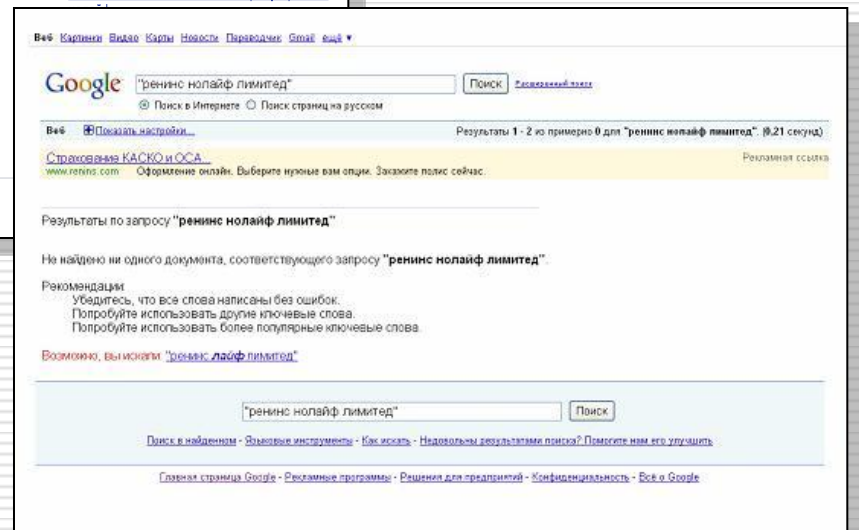 Веб Картинки Видео Карты Новости Переводчик Gmail ещё ▼
Google "ренинс нолайф лимитед" Поиск Расширенный поиск
Поиск в Интернете Поиск страниц на русском
Веб Показать настройки... Результаты 1 - 2 из примерно 0 для "ренинс нолайф лимитед". (0,21 секунд)
Страхование КАСКО и ОСА... Рекламная ссылка
www.renins.com Оформление онлайн. Выберите нужные вам опции. Закажите полис сейчас.
Результаты по запросу "ренинс нолайф лимитед"
Не найдено ни одного документа, соответствующего запросу "ренинс нолайф лимитед".
Рекомендации:
Убедитесь, что все слова написаны без ошибок.
Попробуйте использовать другие ключевые слова.
Попробуйте использовать более популярные ключевые слова.
Возможно, вы искали: "ренинс лайф лимитед"
"ренинс нолайф лимитед" Поиск
Поиск в найденном - Языковые инструменты - Как искать - Недовольны результатами поиска? Помогите нам его улучшить
Главная страница Google - Рекламные программы - Решения для предприятий - Конфиденциальность - Всё о Google